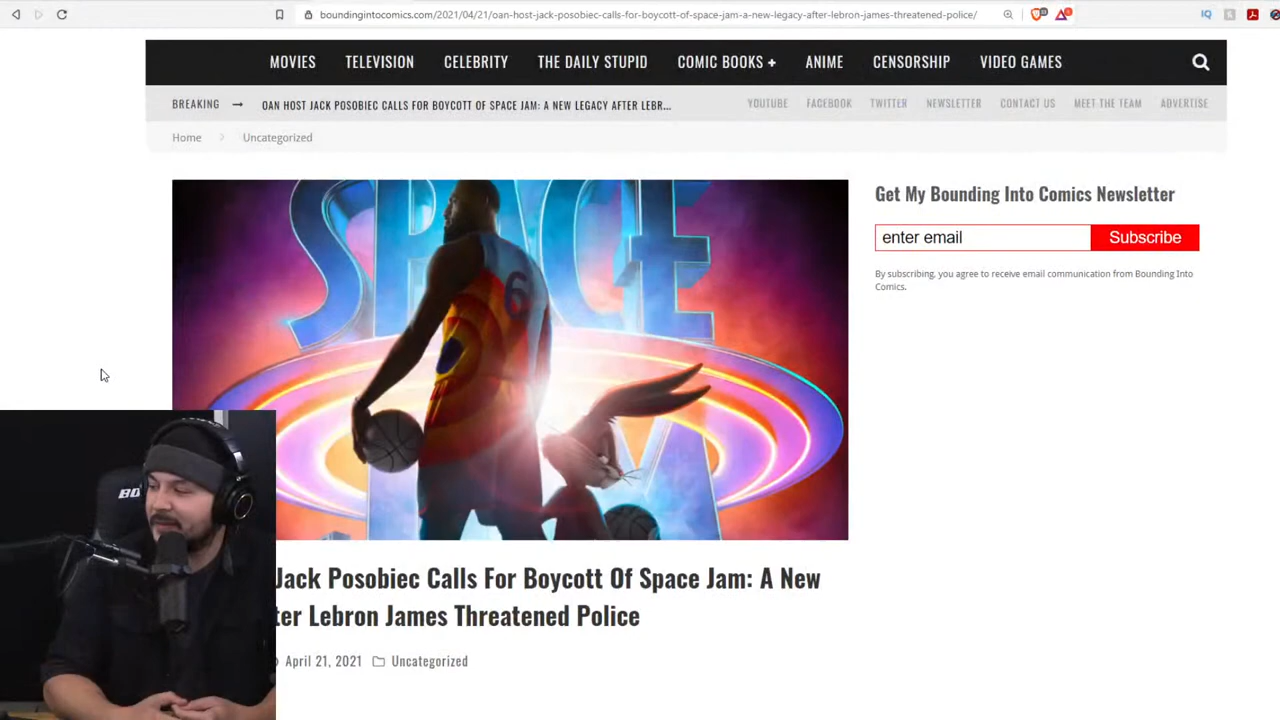 boundingintocomics.com/2021/04/21/oan-host-jack-posobiec-calls-for-boycott-of-space-jam-a-new-legacy-after-lebron-james-threatened-police/
MOVIES TELEVISION CELEBRITY THE DAILY STUPID COMIC BOOKS + ANIME CENSORSHIP VIDEO GAMES
BREAKING → OAN HOST JACK POSOBIEC CALLS FOR BOYCOTT OF SPACE JAM: A NEW LEGACY AFTER LEBR... YOUTUBE FACEBOOK TWITTER NEWSLETTER CONTACT US MEET THE TEAM ADVERTISE
Home > Uncategorized
SPACE
6
Get My Bounding Into Comics Newsletter
enter email Subscribe
By subscribing, you agree to receive email communication from Bounding Into
Comics.
Jack Posobiec Calls For Boycott Of Space Jam: A New
ter Lebron James Threatened Police
April 21, 2021 Uncategorized